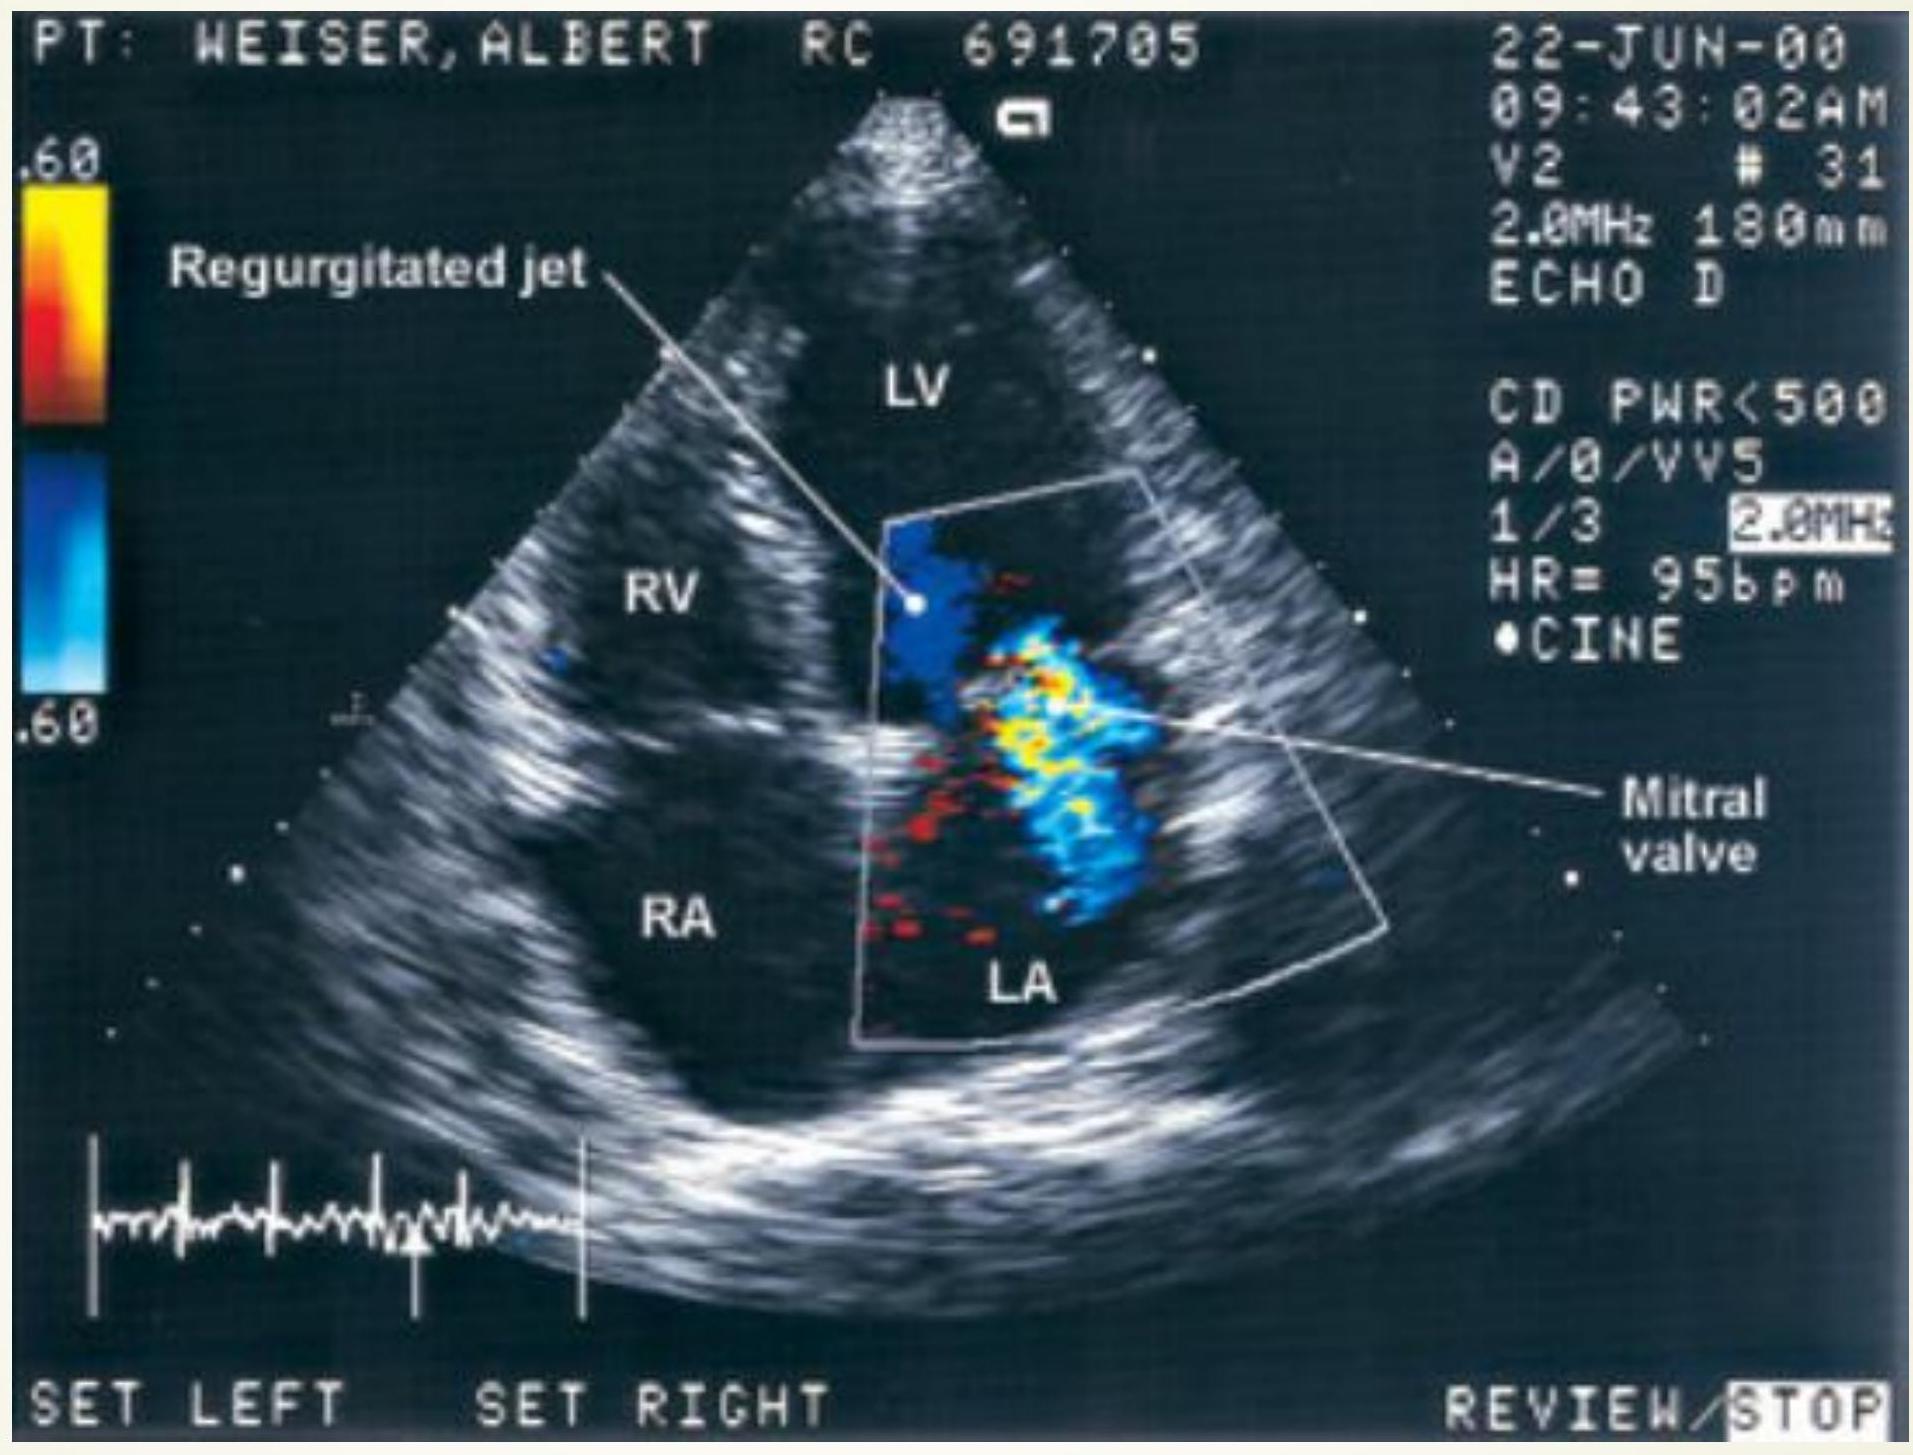 PT: WEISER,ALBERT RC 691705
22-JUN-00
09:43:02AM
V2 # 31
2.0MHz 180mm
ECHO D
CD PWR<500
A/0/VV5
1/3 2.0MHz
HR= 95bpm
•CINE
.60
.60
Regurgitated jet
LV
RV
RA
LA
Mitral
valve
SET LEFT SET RIGHT
REVIEW/STOP